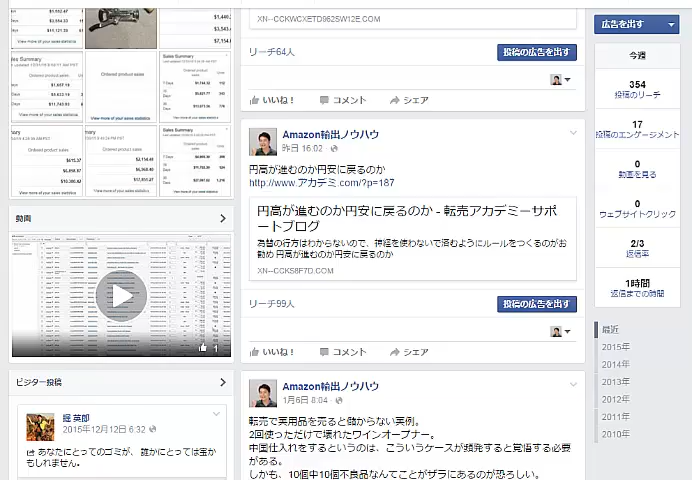 View more of your sales statistics
Sales Summary
Ordered product sales
View more of your sales statistics
Ordered product sales
View more of your sales statistics
動画
1
ビジター投稿
堀 英郎
2015年12月12日 6:32
あなたにとってのゴミが、誰かにとっては宝か
もしれません。
XN--CCKWCXETD962SW12E.COM
リーチ64人
投稿の広告を出す
いいね！ コメント シェア
Amazon輸出ノウハウ
昨日 16:02
円高が進むのか円安に戻るのか
http://www.アカデミ.com/?p=187
円高が進むのか円安に戻るのか - 転売アカデミーサポ
ートブログ
為替の行方はわからないので、神経を使わないで済むようにルールをつくるのがお
勧め 円高が進むのか円安に戻るのか
XN--CCKS6F7D.COM
リーチ99人
投稿の広告を出す
いいね！ コメント シェア
Amazon輸出ノウハウ
1月6日 8:04
転売で実用品を売ると儲からない実例。
2回使っただけで壊れたワインオープナー。
中国仕入れをするというのは、こういうケースが頻発すると覚悟する必要
がある。
しかも、10個中10個不良品なんてことがザラにあるのが恐ろしい。
広告を出す
今週
354
投稿のリーチ
17
投稿のエンゲージメント
0
動画を見る
0
ウェブサイトクリック
2/3
返信率
1時間
返信までの時間
最近
2015年
2014年
2013年
2012年
2011年
2010年